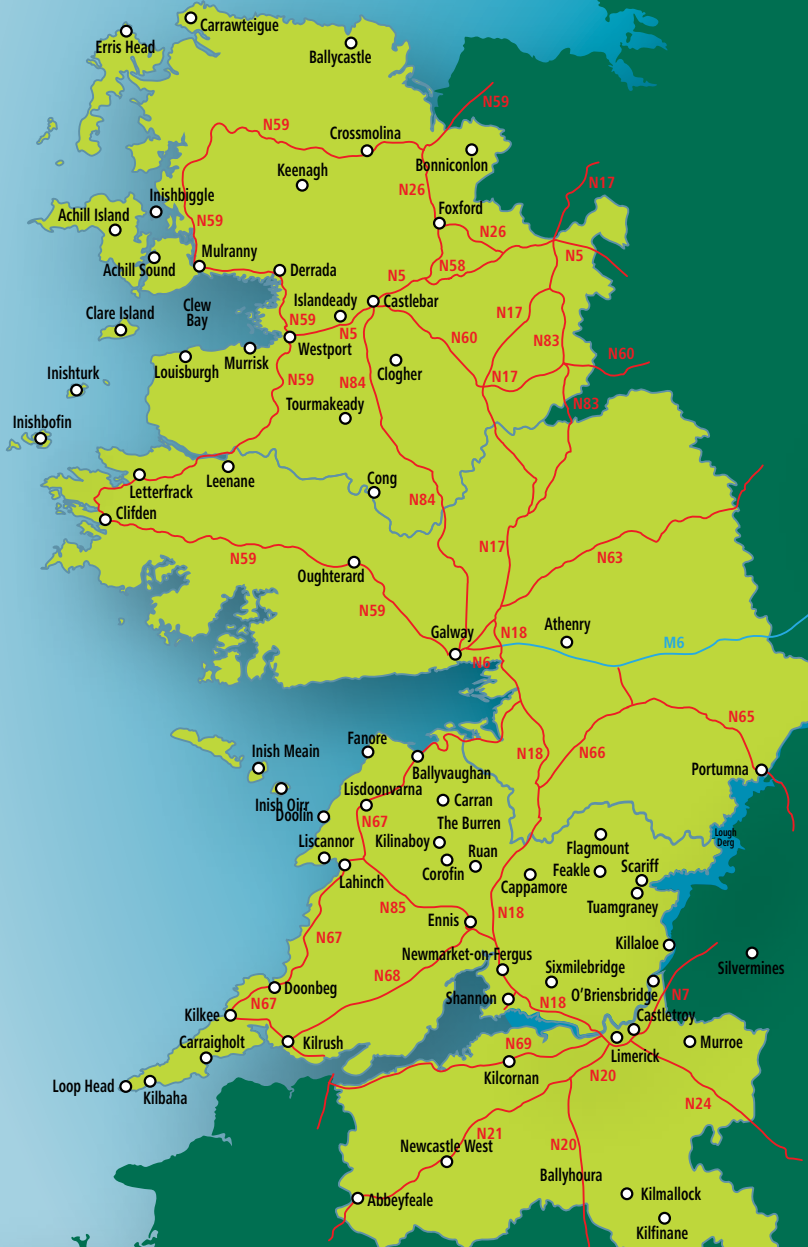 Carrawteigue
Erris Head
Ballycastle
N59
N59
Crossmolina
Bonniconlon
Keenagh
N17
N26
Inishbiggle
Foxford
Achill Island
N59
N26
Mulranny
N5
Achill Sound
Derrada
N58
N5
Islandeady
Castlebar
Clare Island
Clew
Bay
N17
N59
N5
N60
N83
Westport
Murrisk
N60
Louisburgh
Clogher
Inishturk
N59
N84
N17
Tourmakeady
N83
Inishbofin
Leenane
Cong
Letterfrack
N84
Clifden
N17
N59
N63
Oughterard
N59
Athenry
Galway
N18
M6
N6
N65
Fanore
Inish Meain
N18
N66
Portumna
Ballyvaughan
Lisdoonvarna
Carran
Inish Oirr
Doolin
N67
The Burren
Lough
Derg
Liscannor
Kilinaboy
Flagmount
Ruan
Scariff
Feakle
Corofin
Lahinch
Cappamore
Tuamgraney
N85
N18
Ennis
N67
Killaloe
Newmarket-on-Fergus
Silvermines
N68
Sixmilebridge
Doonbeg
O'Briensbridge
N7
N67
Shannon
N18
Kilkee
Castletroy
Carraigholt
Kilrush
N69
Limerick
Murroe
Kilcornan
N20
Loop Head
Kilbaha
N24
N21
N20
Newcastle West
Ballyhoura
Kilmallock
Abbeyfeale
Kilfinane